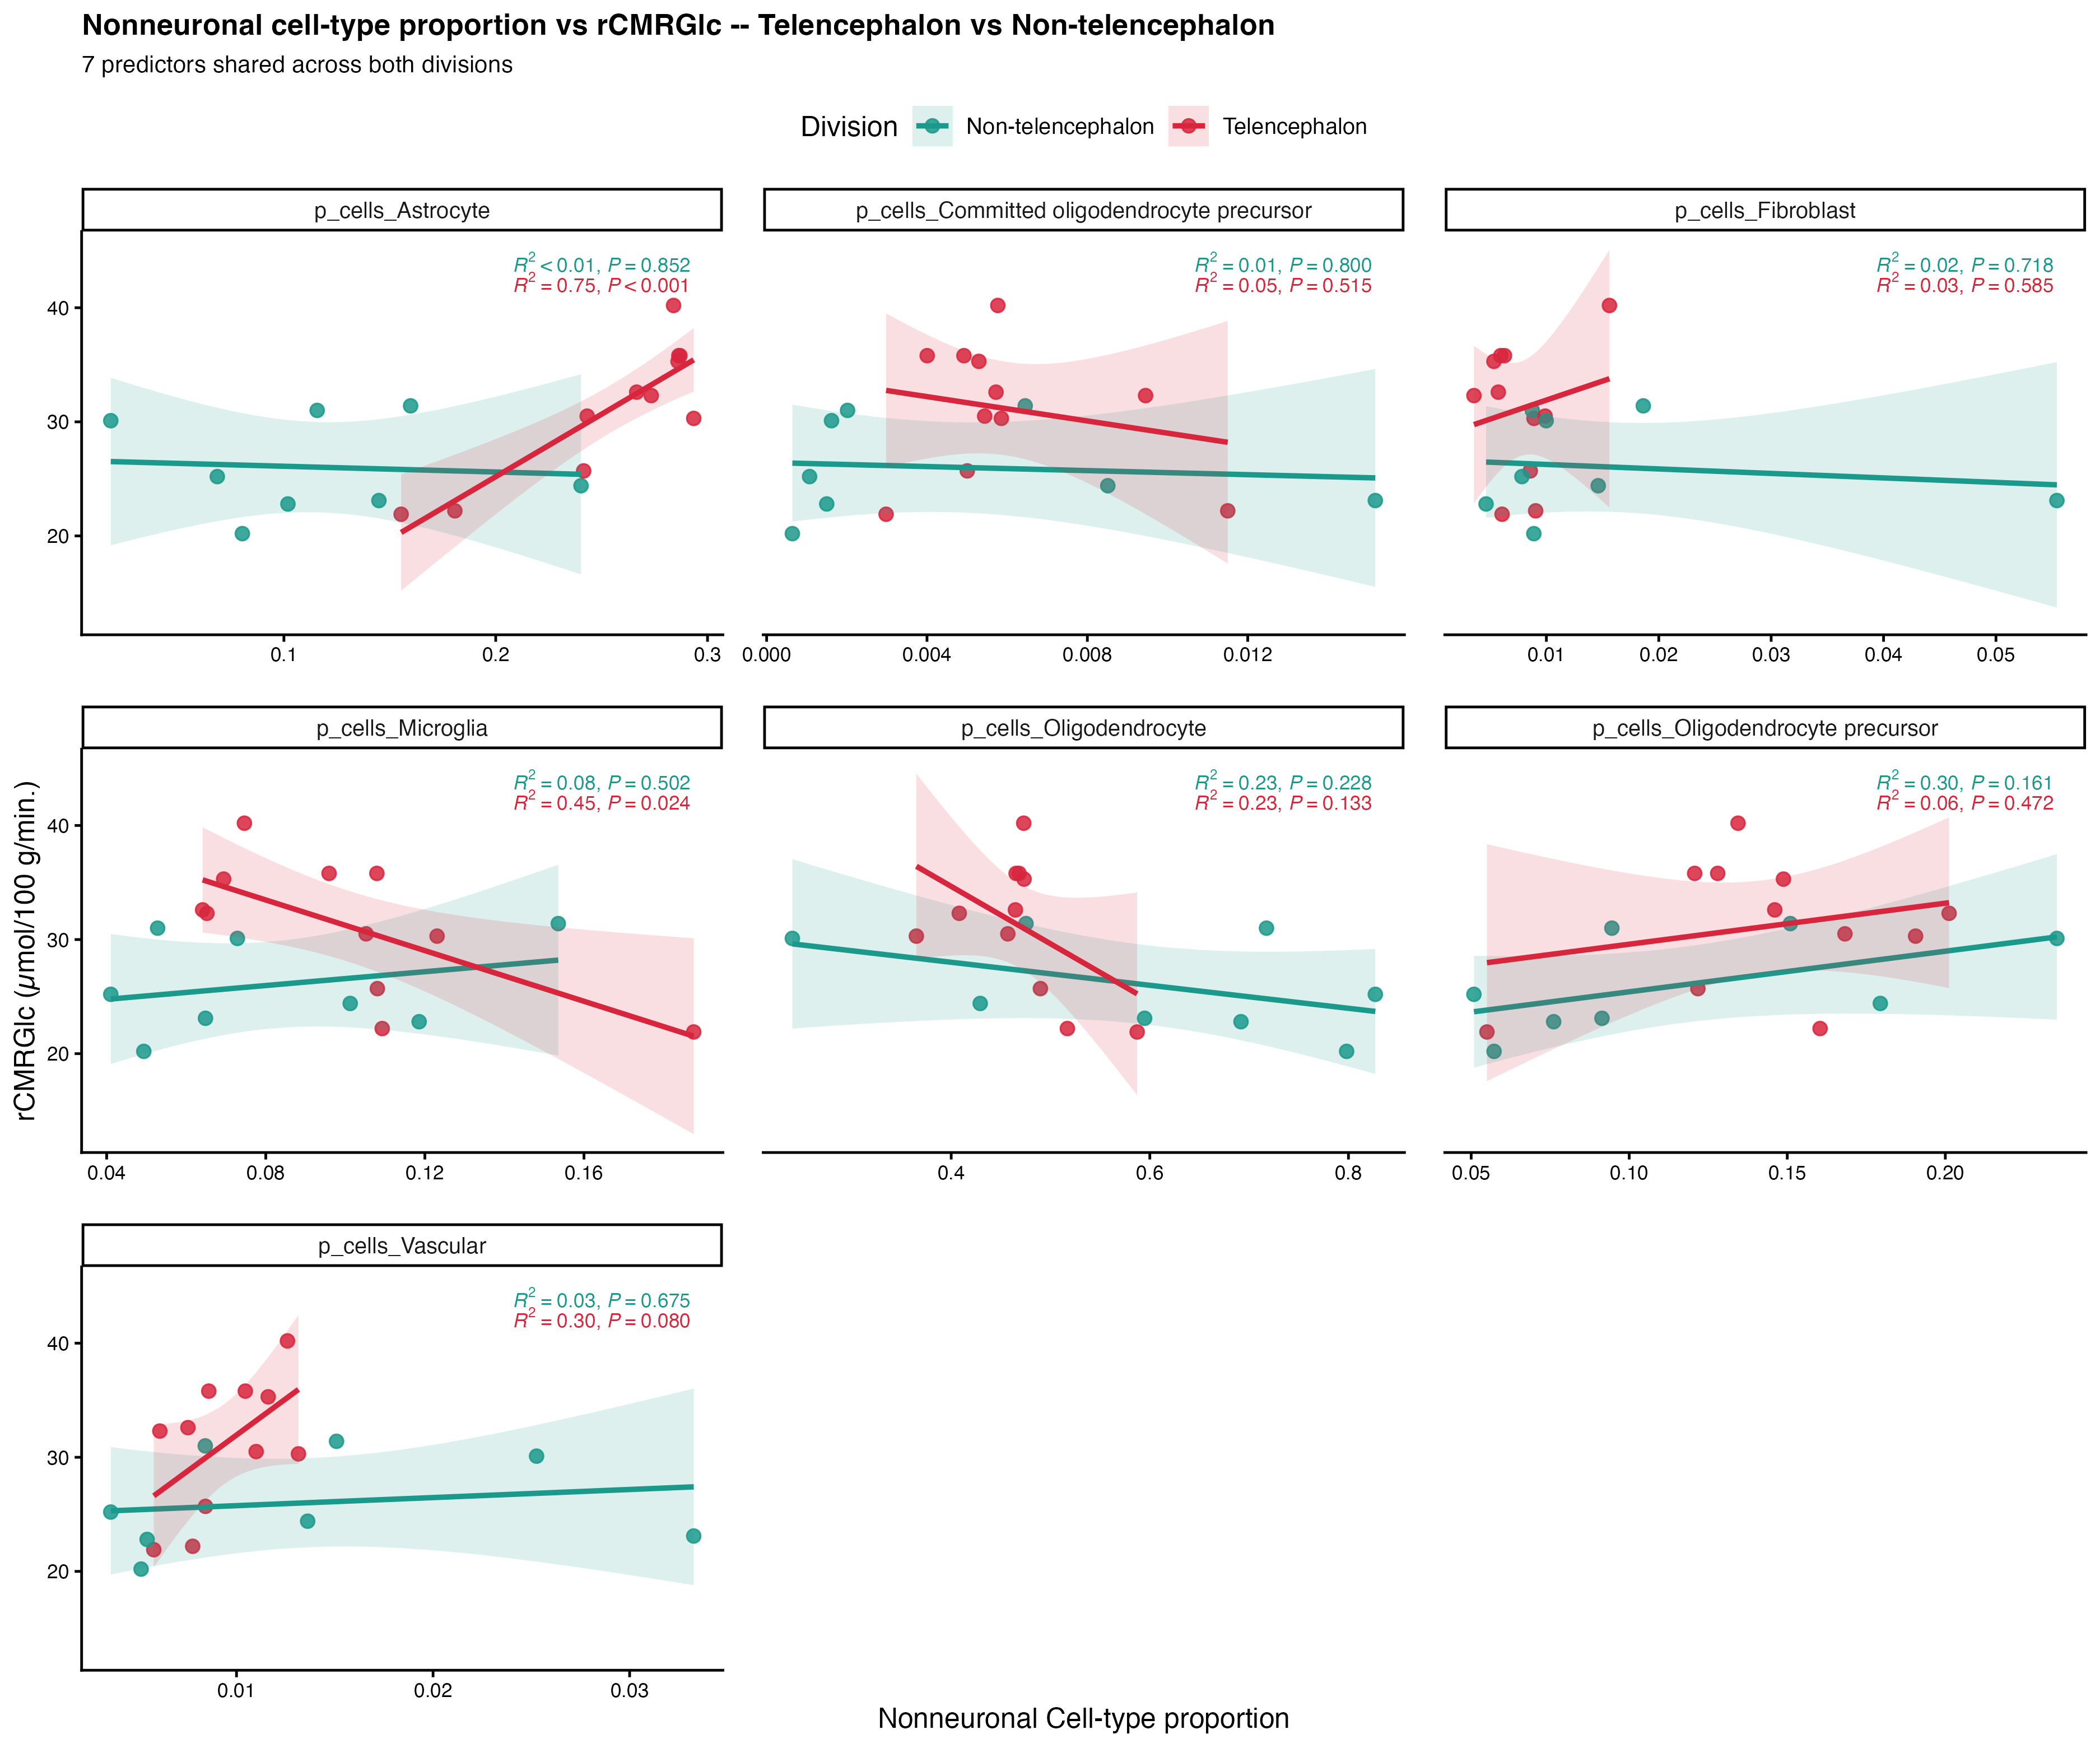 Nonneuronal cell-type proportion vs rCMRGlc -- Telencephalon vs Non-telencephalon
7 predictors shared across both divisions
Division Non-telencephalon Telencephalon
p_cells_Astrocyte
R² < 0.01, P = 0.852
R² = 0.75, P < 0.001
40
30
20
0.1 0.2 0.3
p_cells_Committed oligodendrocyte precursor
R² = 0.01, P = 0.800
R² = 0.05, P = 0.515
0.000 0.004 0.008 0.012
p_cells_Fibroblast
R² = 0.02, P = 0.718
R² = 0.03, P = 0.585
0.01 0.02 0.03 0.04 0.05
rCMRGlc (µmol/100 g/min.)
p_cells_Microglia
R² = 0.08, P = 0.502
R² = 0.45, P = 0.024
40
30
20
0.04 0.08 0.12 0.16
p_cells_Oligodendrocyte
R² = 0.23, P = 0.228
R² = 0.23, P = 0.133
0.4 0.6 0.8
p_cells_Oligodendrocyte precursor
R² = 0.30, P = 0.161
R² = 0.06, P = 0.472
0.05 0.10 0.15 0.20
p_cells_Vascular
R² = 0.03, P = 0.675
R² = 0.30, P = 0.080
40
30
20
0.01 0.02 0.03
Nonneuronal Cell-type proportion